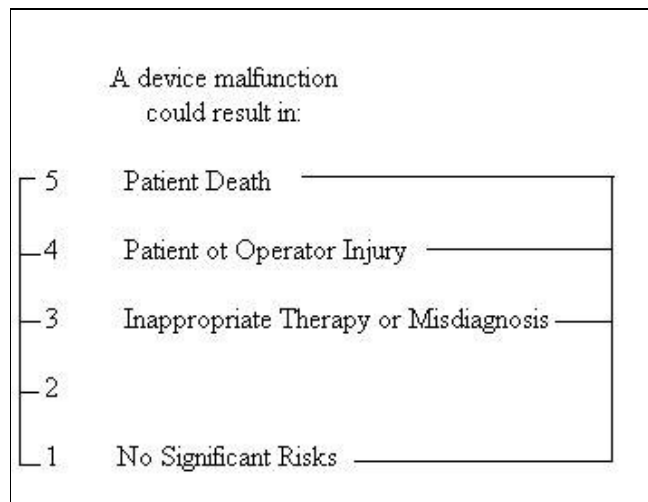 A device malfunction
could result in:
5 Patient Death
4 Patient ot Operator Injury
3 Inappropriate Therapy or Misdiagnosis
2
1 No Significant Risks